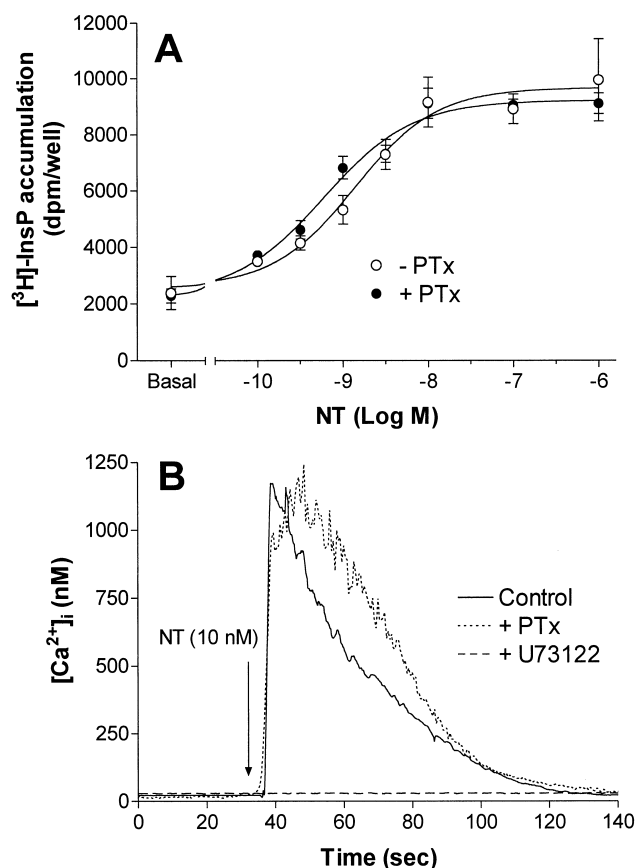 A
[³H]-InsP accumulation
(dpm/well)
12000
10000
8000
6000
4000
2000
0
- PTx
+ PTx
Basal -10 -9 -8 -7 -6
NT (Log M)
B
[Ca²⁺]i (nM)
1250
1000
750
500
250
0
NT (10 nM)
Control
+ PTx
+ U73122
0 20 40 60 80 100 120 140
Time (sec)